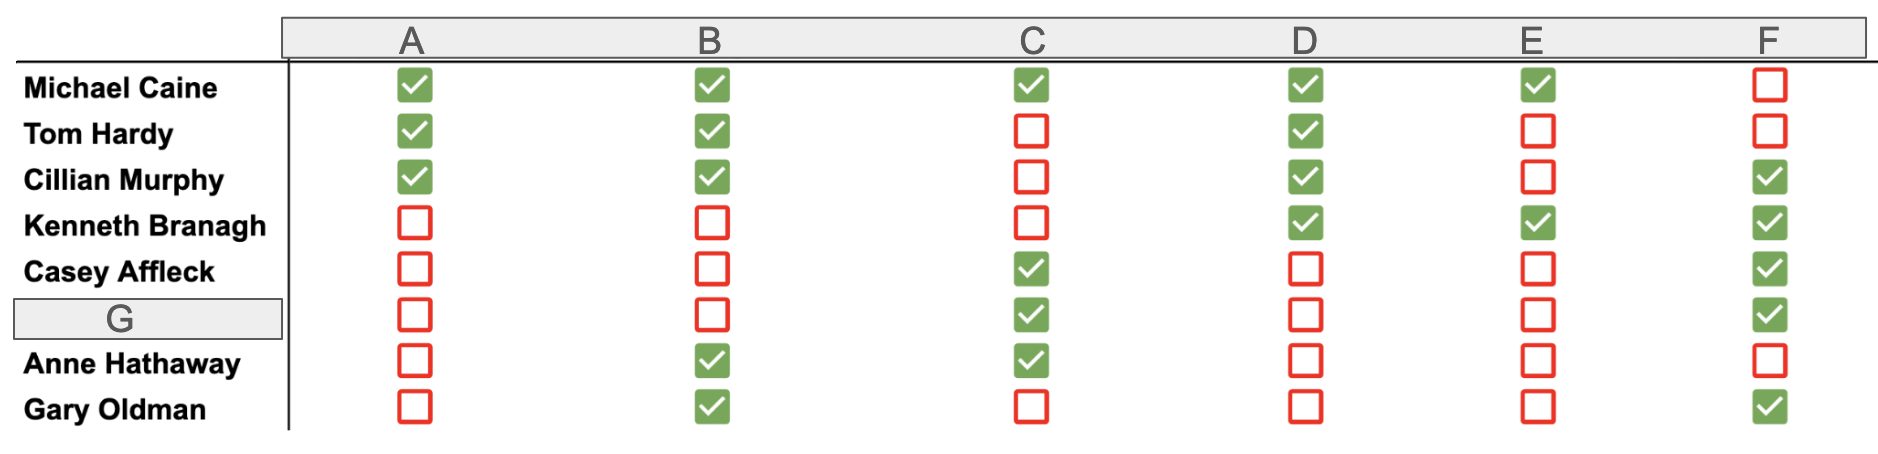 A B C D E F
Michael Caine
Tom Hardy
Cillian Murphy
Kenneth Branagh
Casey Affleck
G
Anne Hathaway
Gary Oldman